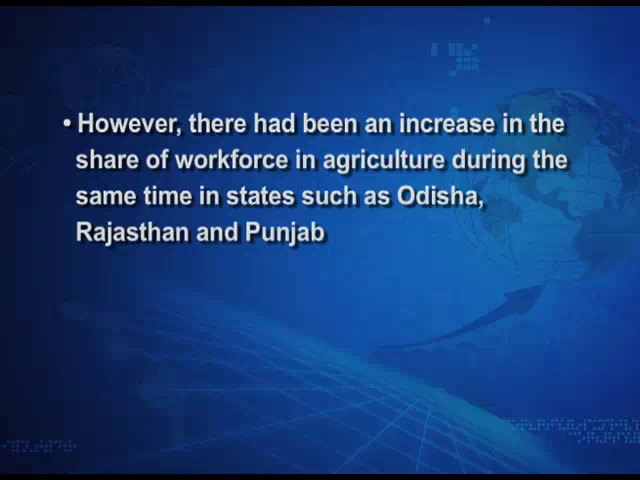 • However, there had been an increase in the
share of workforce in agriculture during the
same time in states such as Odisha,
Rajasthan and Punjab